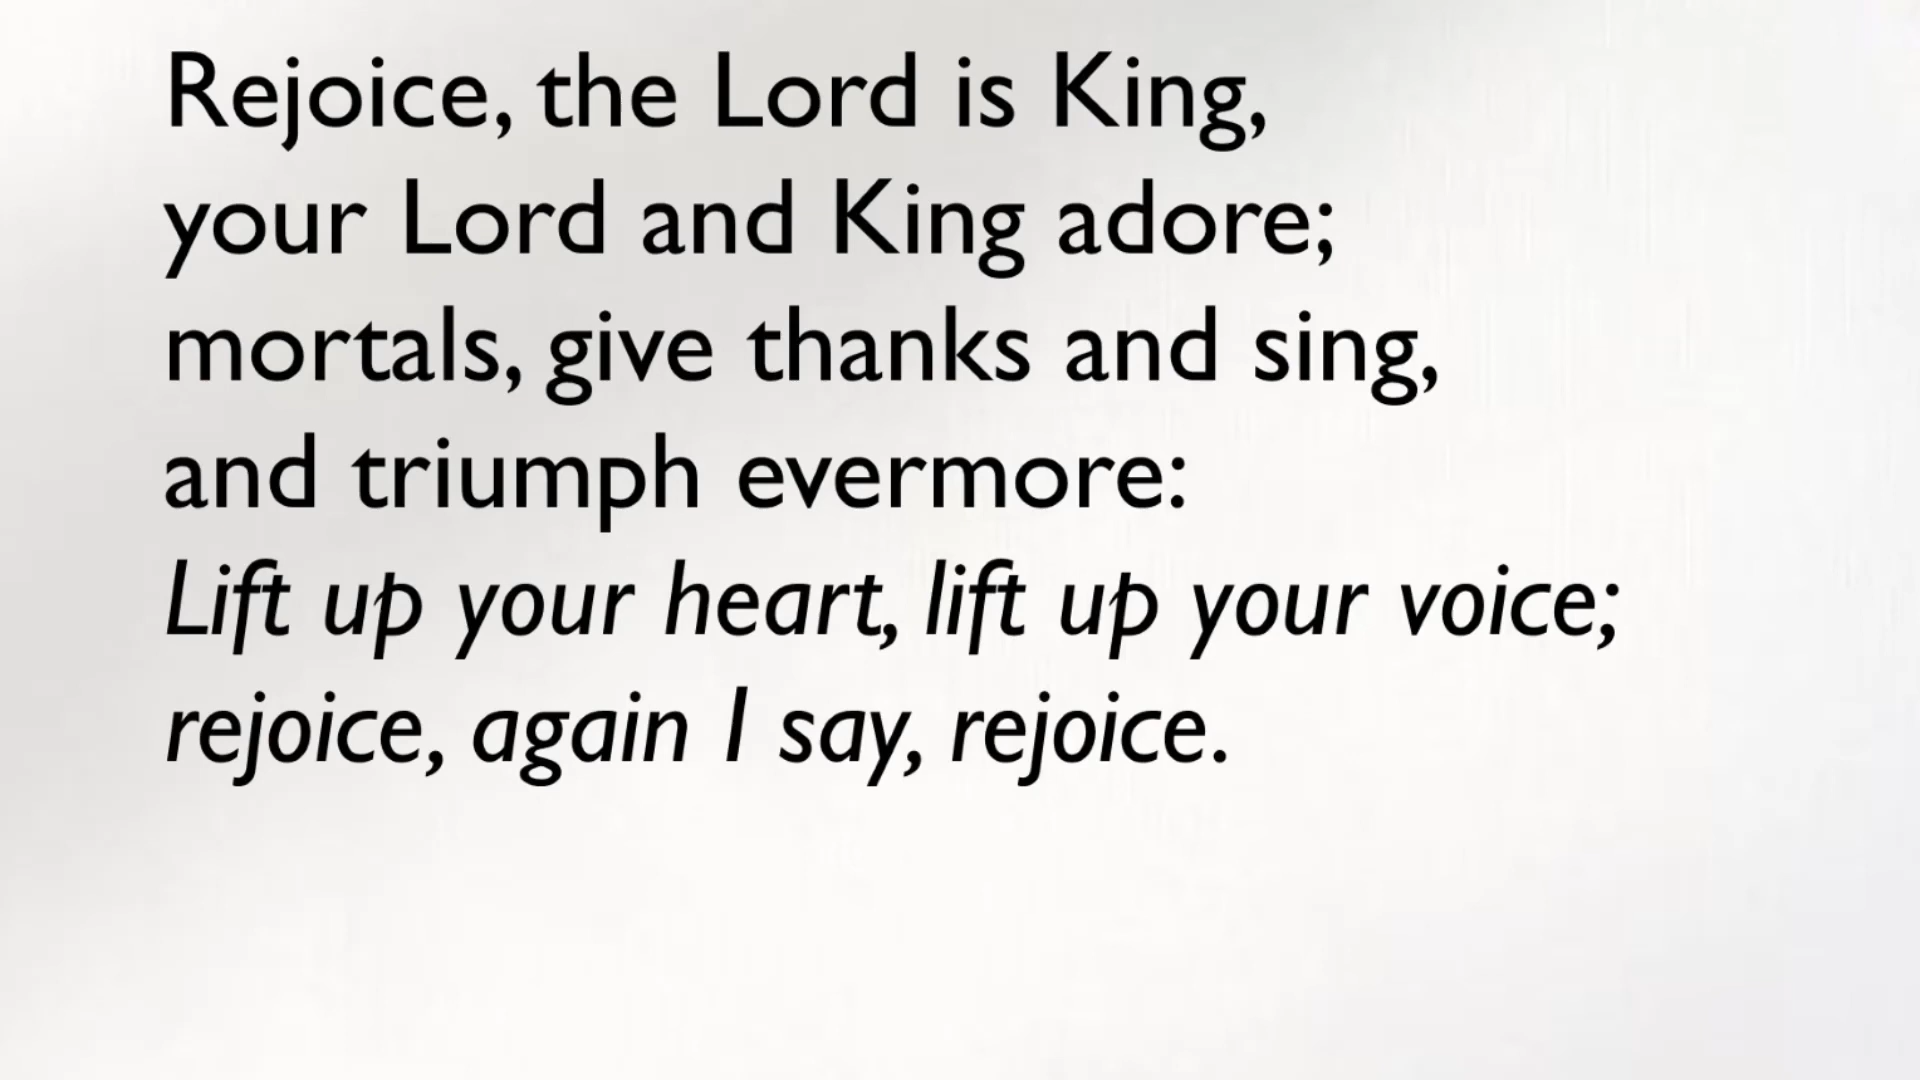 Rejoice, the Lord is King,
your Lord and King adore;
mortals, give thanks and sing,
and triumph evermore:
Lift up your heart, lift up your voice;
rejoice, again I say, rejoice.